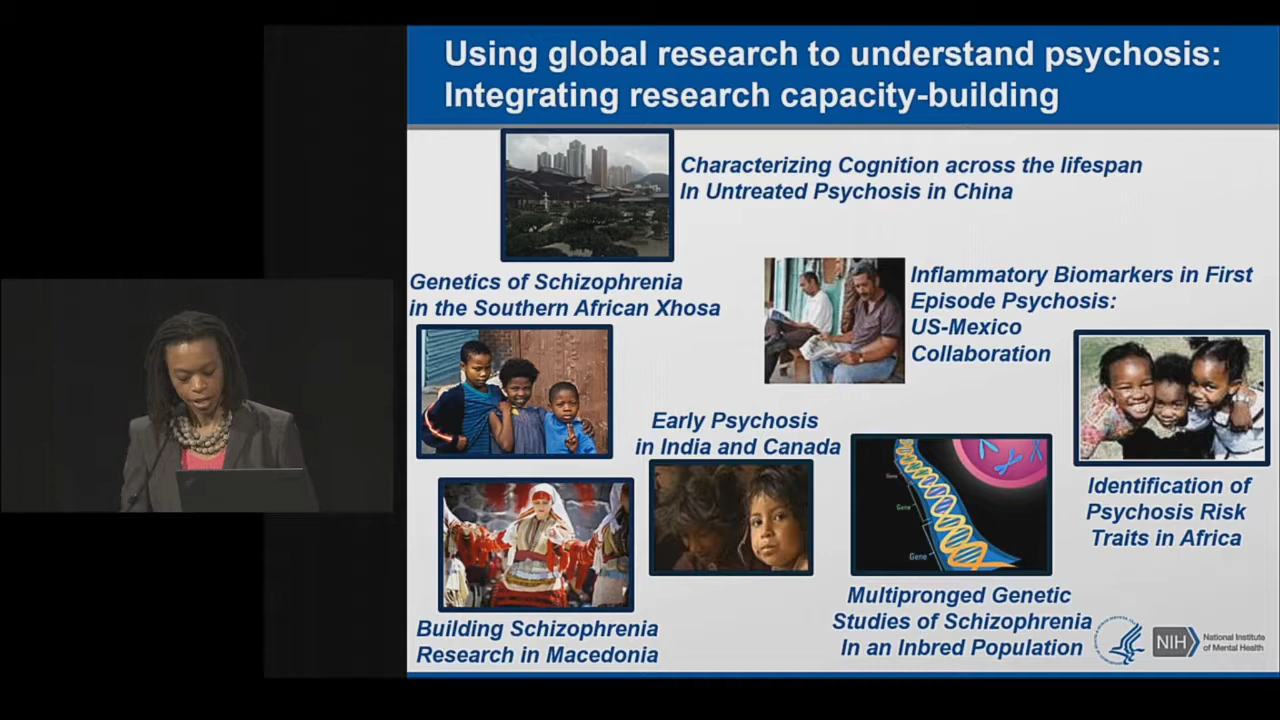 Using global research to understand psychosis:
Integrating research capacity-building
Characterizing Cognition across the lifespan
In Untreated Psychosis in China
Genetics of Schizophrenia
in the Southern African Xhosa
Inflammatory Biomarkers in First
Episode Psychosis:
US-Mexico
Collaboration
Early Psychosis
in India and Canada
Identification of
Psychosis Risk
Traits in Africa
Gene
Gene
Gene
Building Schizophrenia
Research in Macedonia
Multipronged Genetic
Studies of Schizophrenia
In an Inbred Population
NIH
National Institute
of Mental Health